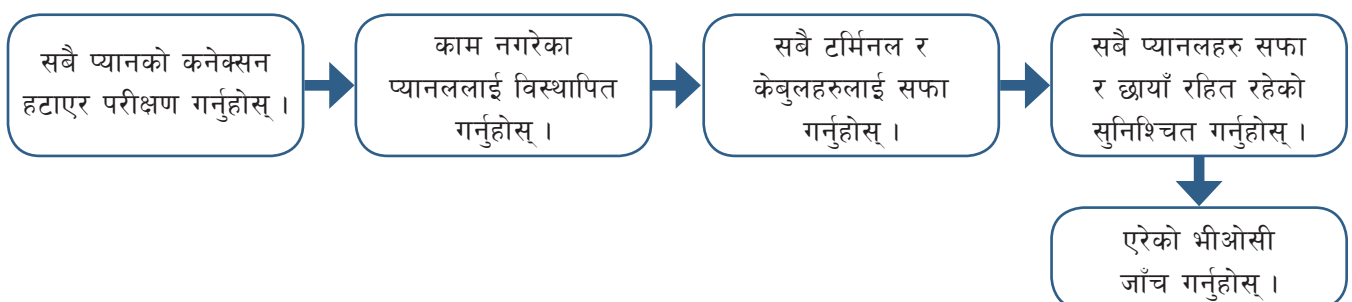 सबै प्यानको कनेक्सन
हटाएर परीक्षण गर्नुहोस् ।
काम नगरेका
प्यानललाई विस्थापित
गर्नुहोस् ।
सबै टर्मिनल र
केबुलहरुलाई सफा
गर्नुहोस् ।
सबै प्यानलहरु सफा
र छायाँ रहित रहेको
सुनिश्चित गर्नुहोस् ।
एरेको भीओसी
जाँच गर्नुहोस् ।